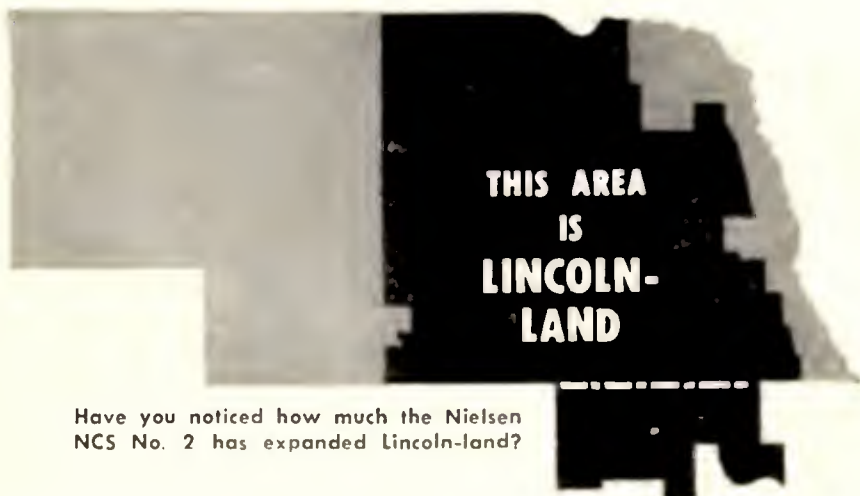 THIS AREA
IS
LINCOLN-
LAND
Have you noticed how much the Nielsen
NCS No. 2 has expanded Lincoln-land?